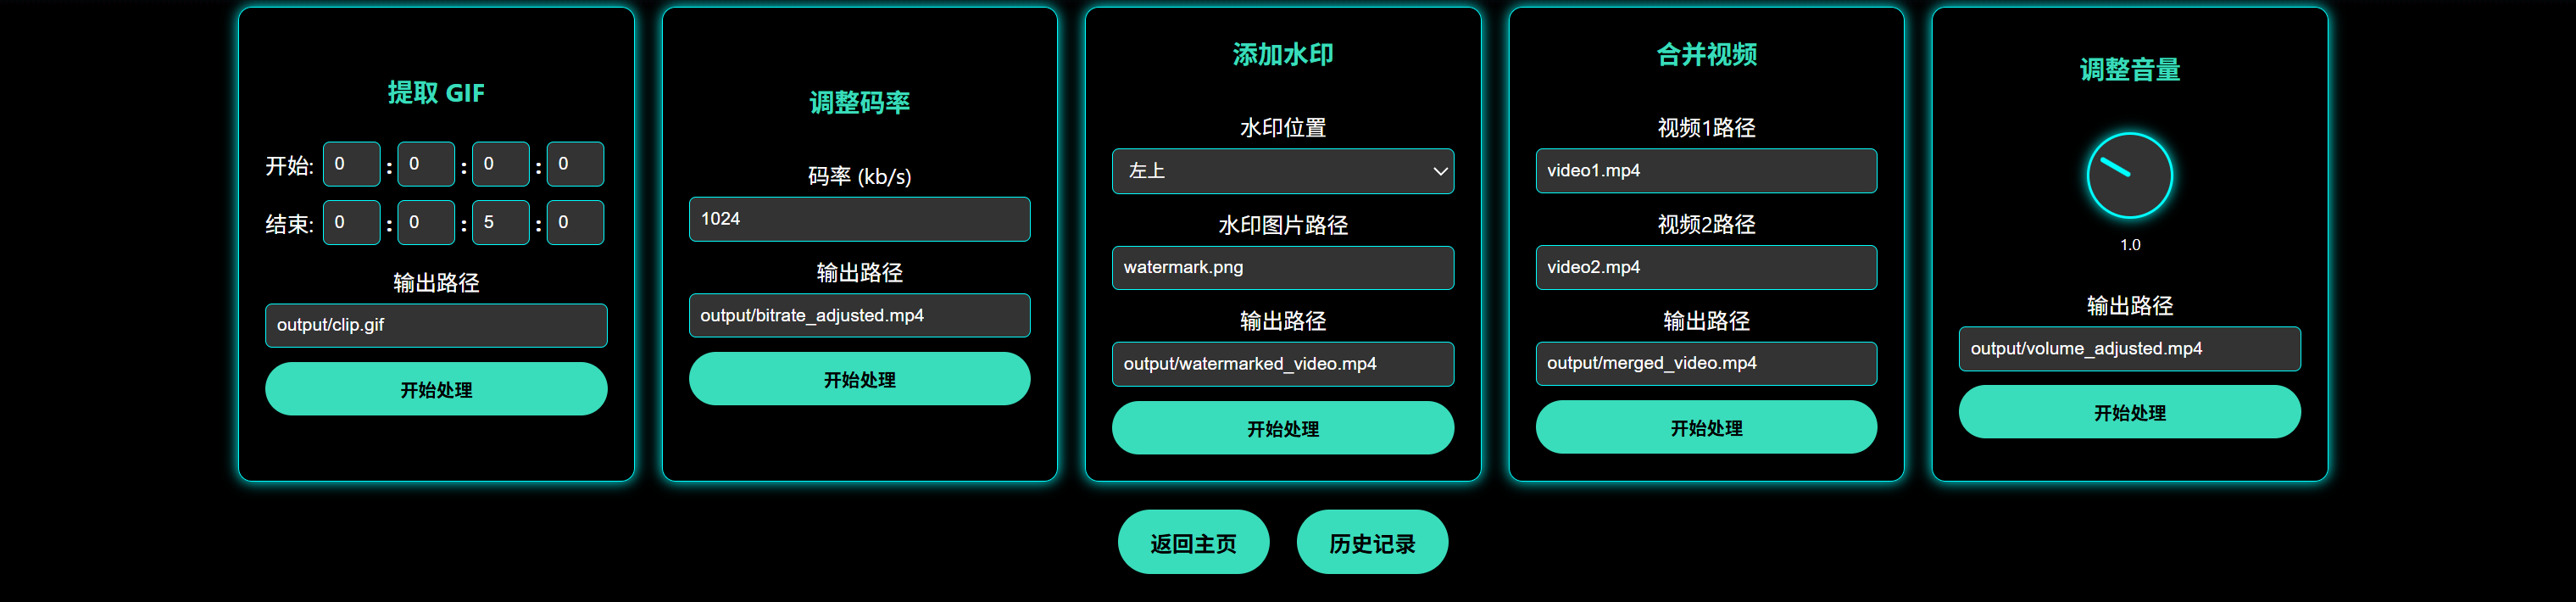 提取 GIF
开始: 0 : 0 : 0 : 0
结束: 0 : 0 : 5 : 0
输出路径
output/clip.gif
开始处理
调整码率
码率 (kb/s)
1024
输出路径
output/bitrate_adjusted.mp4
开始处理
添加水印
水印位置
左上
水印图片路径
watermark.png
输出路径
output/watermarked_video.mp4
开始处理
合并视频
视频1路径
video1.mp4
视频2路径
video2.mp4
输出路径
output/merged_video.mp4
开始处理
调整音量
1.0
输出路径
output/volume_adjusted.mp4
开始处理
返回主页
历史记录